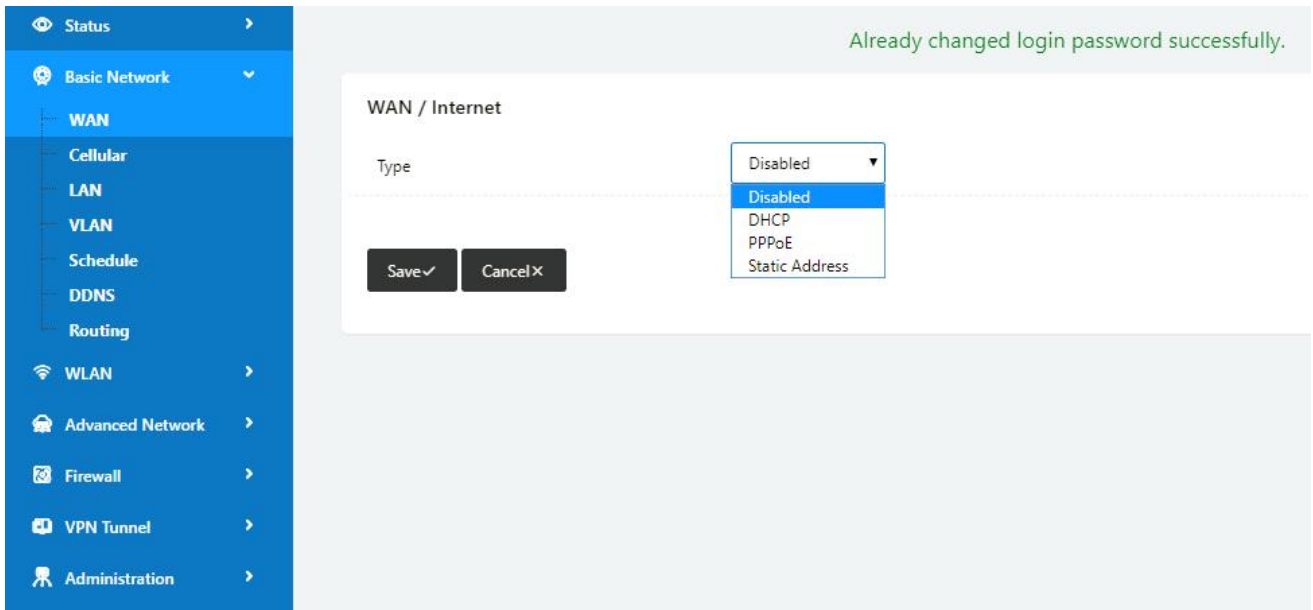 Status
Basic Network
WAN
Cellular
LAN
VLAN
Schedule
DDNS
Routing
WLAN
Advanced Network
Firewall
VPN Tunnel
Administration
Already changed login password successfully.
WAN / Internet
Type
Disabled
Disabled
DHCP
PPPoE
Static Address
Save
Cancel